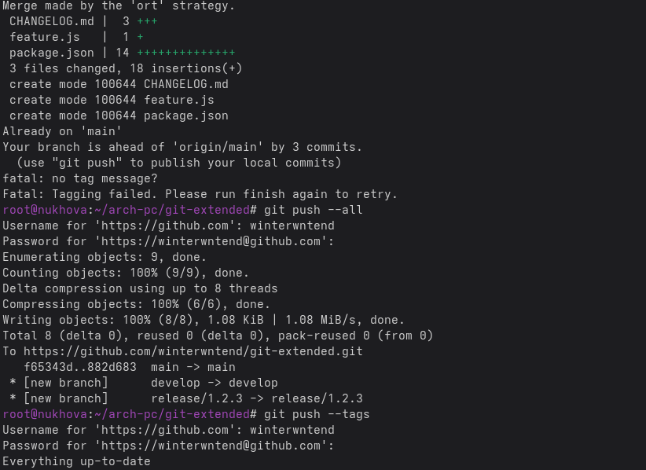 Merge made by the 'ort' strategy.
 CHANGELOG.md |  3 +++
 feature.js   |  1 +
 package.json | 14 ++++++++++++++
 3 files changed, 18 insertions(+)
 create mode 100644 CHANGELOG.md
 create mode 100644 feature.js
 create mode 100644 package.json
Already on 'main'
Your branch is ahead of 'origin/main' by 3 commits.
  (use "git push" to publish your local commits)
fatal: no tag message?
Fatal: Tagging failed. Please run finish again to retry.
root@nukhova:~/arch-pc/git-extended# git push --all
Username for 'https://github.com': winterwntend
Password for 'https://winterwntend@github.com':
Enumerating objects: 9, done.
Counting objects: 100% (9/9), done.
Delta compression using up to 8 threads
Compressing objects: 100% (6/6), done.
Writing objects: 100% (8/8), 1.08 KiB | 1.08 MiB/s, done.
Total 8 (delta 0), reused 0 (delta 0), pack-reused 0 (from 0)
To https://github.com/winterwntend/git-extended.git
   f65343d..882d683  main -> main
 * [new branch]      develop -> develop
 * [new branch]      release/1.2.3 -> release/1.2.3
root@nukhova:~/arch-pc/git-extended# git push --tags
Username for 'https://github.com': winterwntend
Password for 'https://winterwntend@github.com':
Everything up-to-date